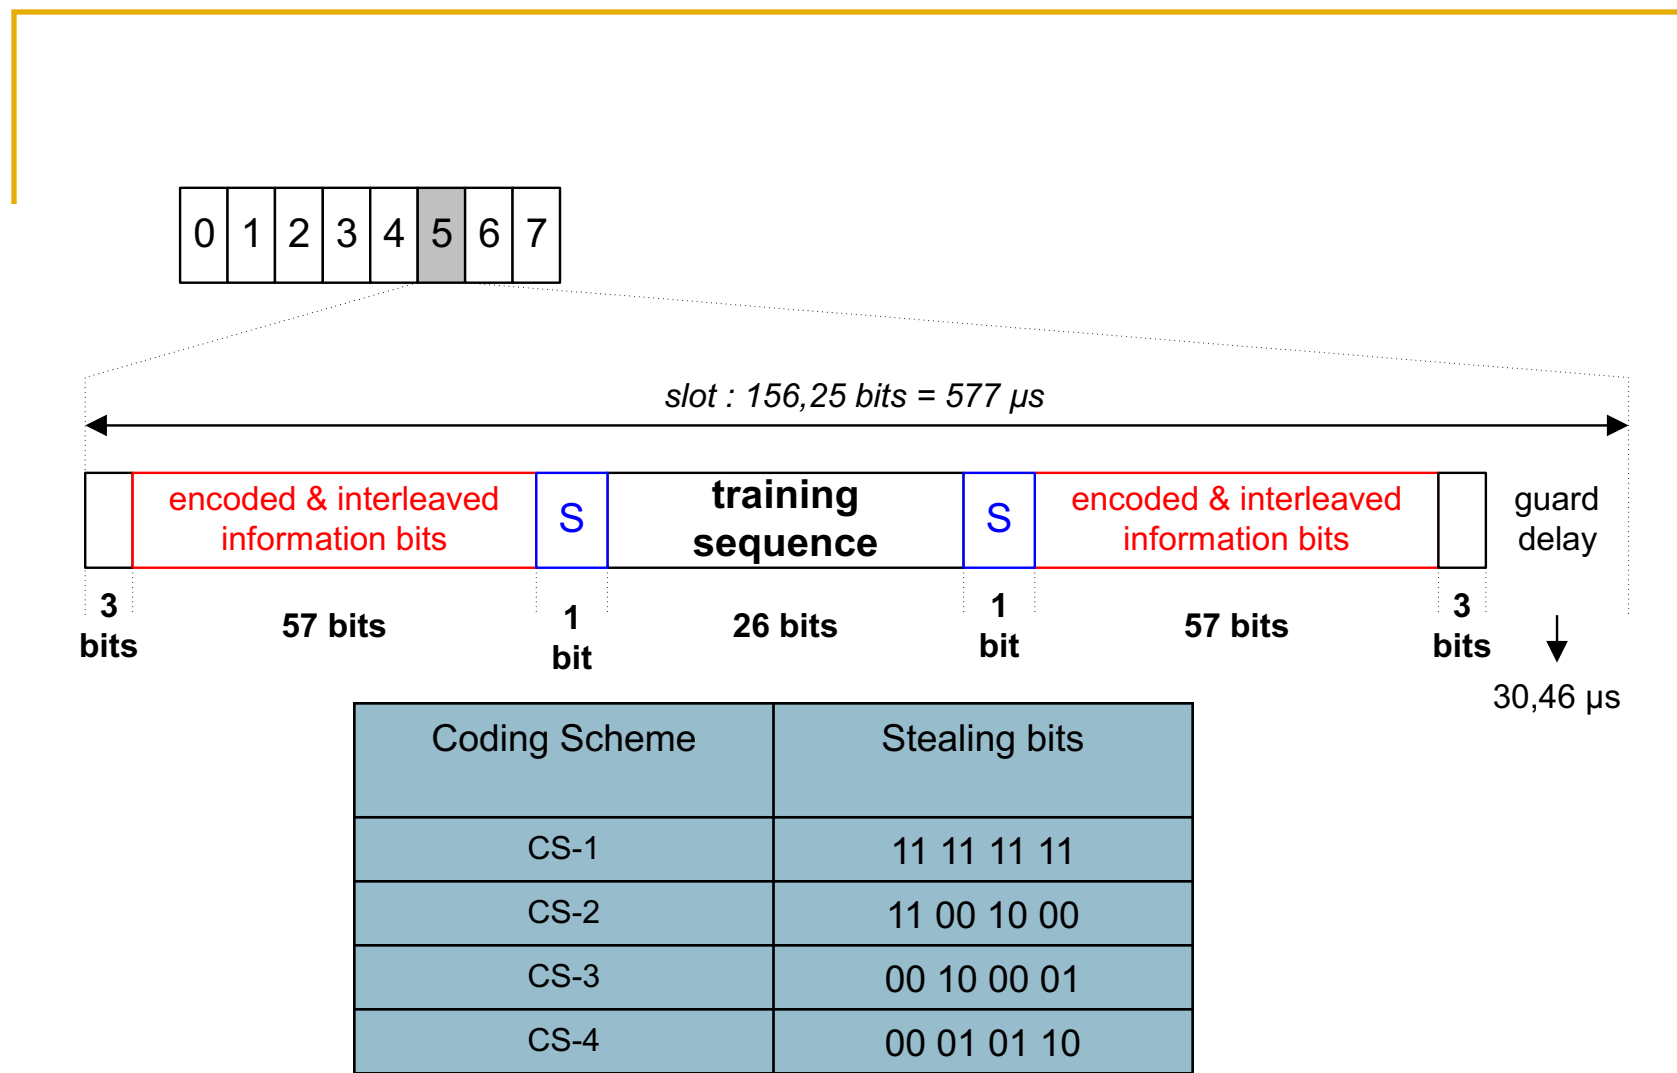 0 1 2 3 4 5 6 7
slot : 156,25 bits = 577 µs
encoded & interleaved
information bits
S
training
sequence
S
encoded & interleaved
information bits
guard
delay
3
bits
57 bits
1
bit
26 bits
1
bit
57 bits
3
bits
30,46 µs
Coding Scheme Stealing bits
CS-1 11 11 11 11
CS-2 11 00 10 00
CS-3 00 10 00 01
CS-4 00 01 01 10